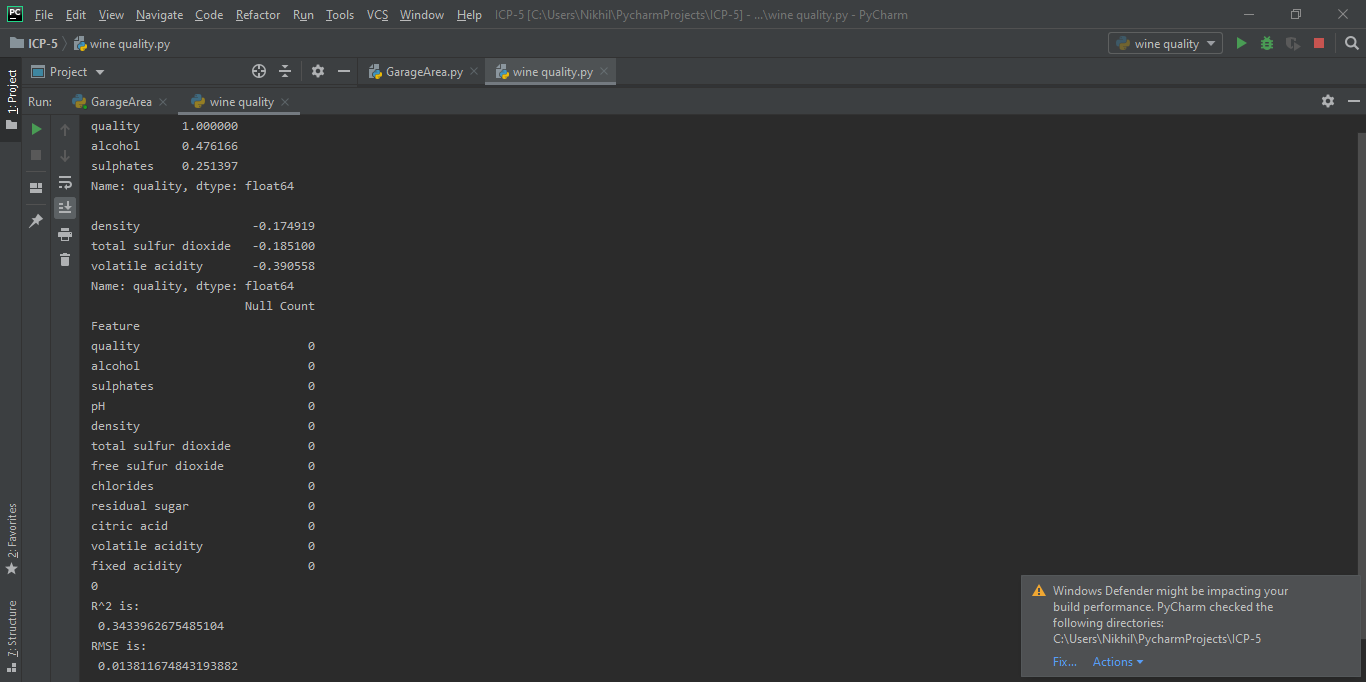 PC File Edit View Navigate Code Refactor Run Tools VCS Window Help ICP-5 [C:\Users\Nikhil\PycharmProjects\ICP-5] - ...\wine quality.py - PyCharm
ICP-5 wine quality.py wine quality
1: Project
Project GarageArea.py wine quality.py
Run: GarageArea wine quality
quality 1.000000
alcohol 0.476166
sulphates 0.251397
Name: quality, dtype: float64
density -0.174919
total sulfur dioxide -0.185100
volatile acidity -0.390558
Name: quality, dtype: float64
Null Count
Feature
quality 0
alcohol 0
sulphates 0
pH 0
density 0
total sulfur dioxide 0
free sulfur dioxide 0
chlorides 0
residual sugar 0
citric acid 0
volatile acidity 0
fixed acidity 0
0
R^2 is:
0.3433962675485104
RMSE is:
0.013811674843193882
2: Favorites
7: Structure
Windows Defender might be impacting your
build performance. PyCharm checked the
following directories:
C:\Users\Nikhil\PycharmProjects\ICP-5
Fix... Actions